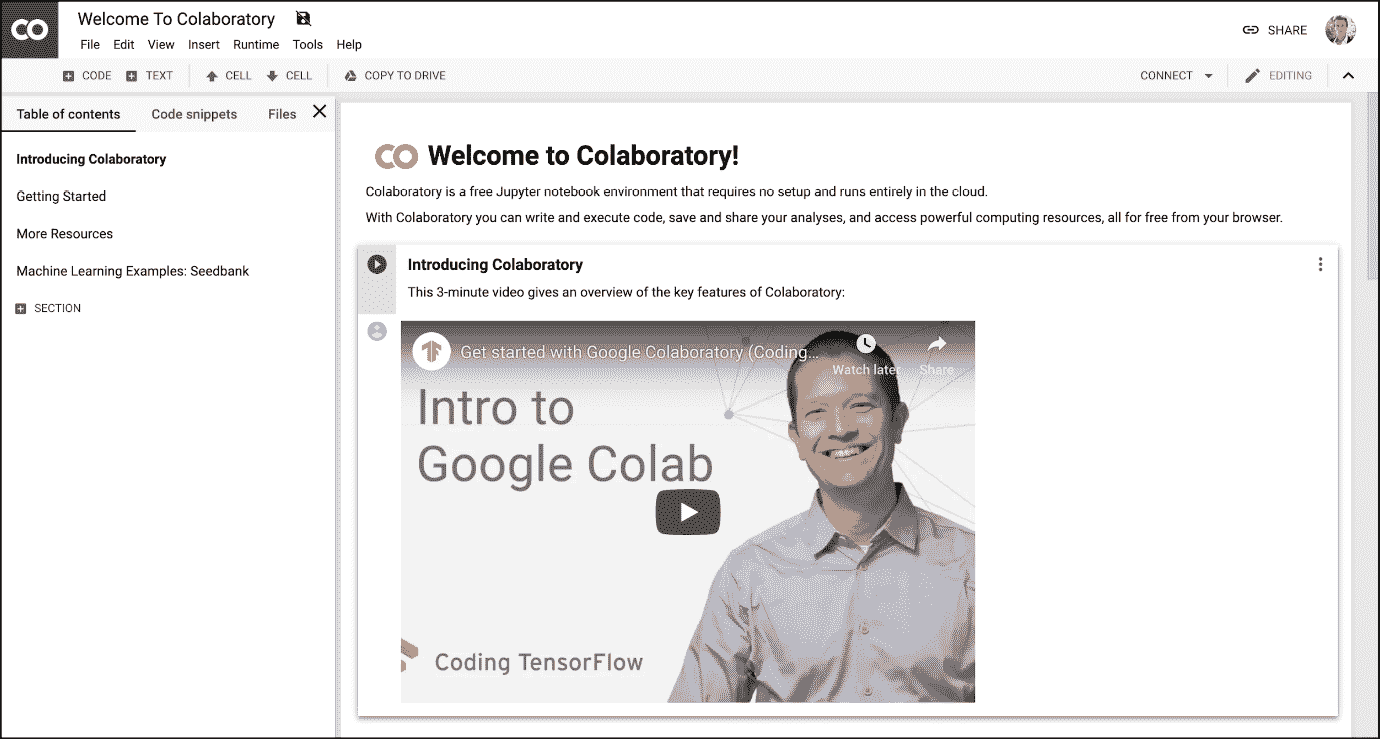 CO
Welcome To Colaboratory
File Edit View Insert Runtime Tools Help
SHARE
CODE TEXT CELL CELL COPY TO DRIVE
CONNECT EDITING
Table of contents Code snippets Files
Introducing Colaboratory
Getting Started
More Resources
Machine Learning Examples: Seedbank
SECTION
CO Welcome to Colaboratory!
Colaboratory is a free Jupyter notebook environment that requires no setup and runs entirely in the cloud.
With Colaboratory you can write and execute code, save and share your analyses, and access powerful computing resources, all for free from your browser.
Introducing Colaboratory
This 3-minute video gives an overview of the key features of Colaboratory:
Get started with Google Colaboratory (Coding...
Watch later Share
Intro to
Google Colab
Coding TensorFlow